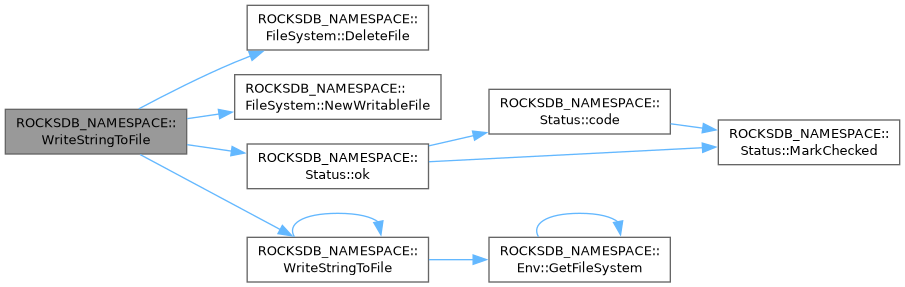 ROCKSDB_NAMESPACE::
WriteStringToFile
ROCKSDB_NAMESPACE::
FileSystem::DeleteFile
ROCKSDB_NAMESPACE::
FileSystem::NewWritableFile
ROCKSDB_NAMESPACE::
Status::ok
ROCKSDB_NAMESPACE::
WriteStringToFile
ROCKSDB_NAMESPACE::
Status::code
ROCKSDB_NAMESPACE::
Env::GetFileSystem
ROCKSDB_NAMESPACE::
Status::MarkChecked